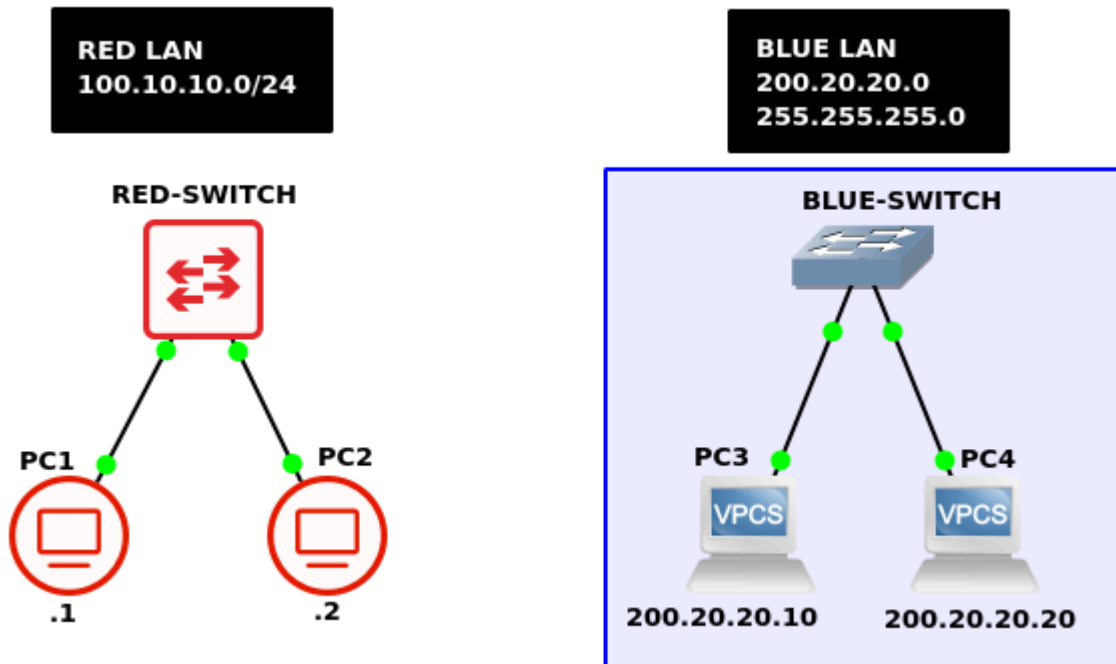 RED LAN
100.10.10.0/24
BLUE LAN
200.20.20.0
255.255.255.0
RED-SWITCH
BLUE-SWITCH
PC1
PC2
PC3
PC4
VPCS
VPCS
.1
.2
200.20.20.10
200.20.20.20